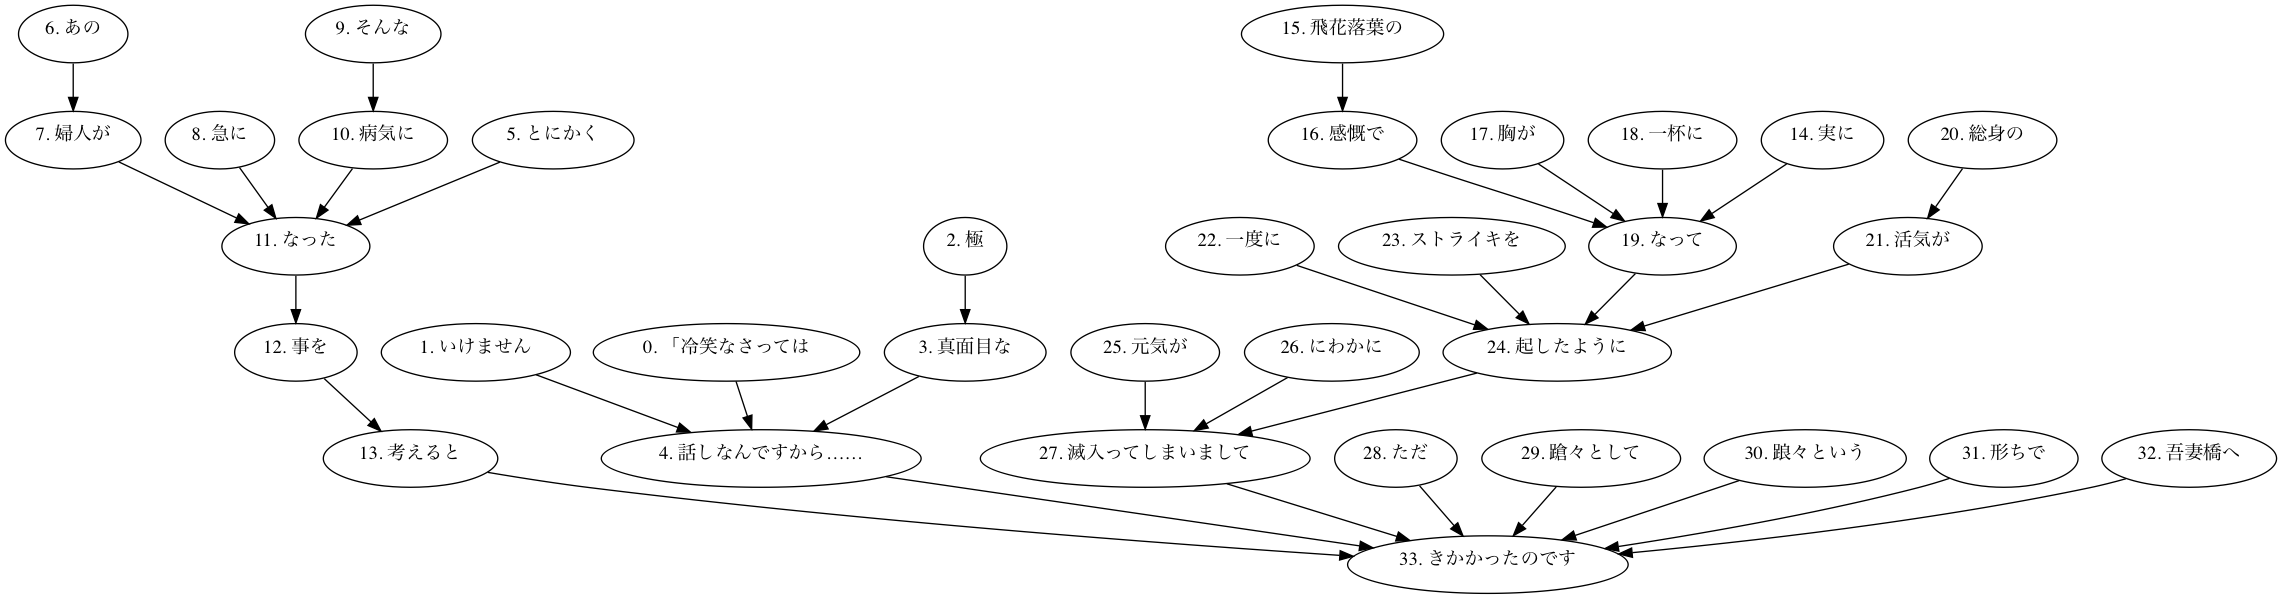 6. あの
9. そんな
15. 飛花落葉の
7. 婦人が
8. 急に
10. 病気に
5. とにかく
16. 感慨で
17. 胸が
18. 一杯に
14. 実に
20. 総身の
11. なった
2. 極
22. 一度に
23. ストライキを
19. なって
21. 活気が
12. 事を
1. いけません
0. 「冷笑なさっては
3. 真面目な
25. 元気が
26. にわかに
24. 起したように
13. 考えると
4. 話しなんですから……
27. 滅入ってしまいまして
28. ただ
29. 蹌々として
30. 踉々という
31. 形ちで
32. 吾妻橋へ
33. きかかったのです